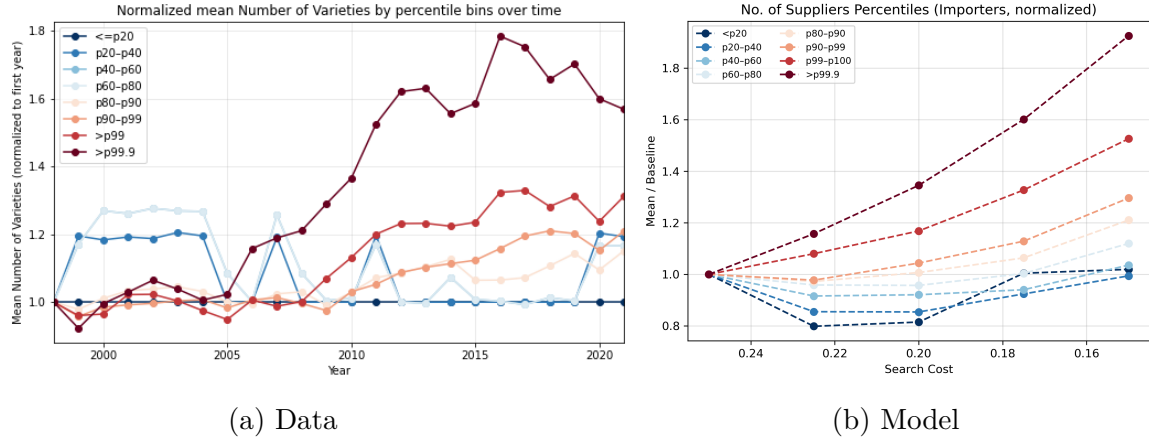 Normalized mean Number of Varieties by percentile bins over time
Mean Number of Varieties (normalized to first year)
1.8
1.6
1.4
1.2
1.0
<=p20
p20–p40
p40–p60
p60–p80
p80–p90
p90–p99
>p99
>p99.9
2000
2005
2010
2015
2020
Year
(a) Data
No. of Suppliers Percentiles (Importers, normalized)
Mean / Baseline
1.8
1.6
1.4
1.2
1.0
0.8
<p20
p20–p40
p40–p60
p60–p80
p80–p90
p90–p99
p99–p100
>p99.9
0.24
0.22
0.20
0.18
0.16
Search Cost
(b) Model